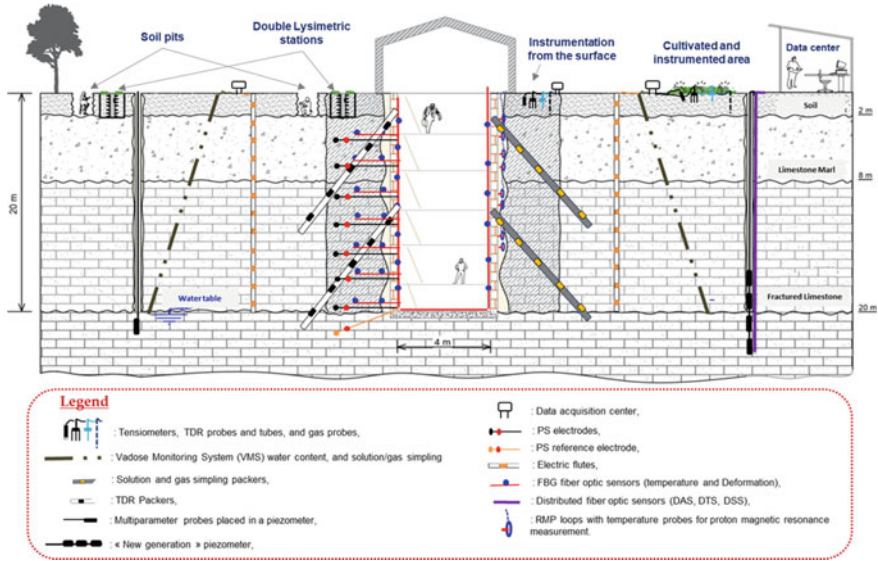 Soil pits
Double Lysimetric
stations
Instrumentation
from the surface
Cultivated and
instrumented area
Data center
Soil
2 m
Limestone Marl
8 m
20 m
Water table
Fractured Limestone
20 m
4 m
Legend
: Tensiometers, TDR probes and tubes, and gas probes,
: Vadose Monitoring System (VMS) water content, and solution/gas simpling
: Solution and gas simpling packers,
: TDR Packers,
: Multiparameter probes placed in a piezometer,
: « New generation » piezometer,
: Data acquisition center,
: PS electrodes,
: PS reference electrode,
: Electric flutes,
: FBG fiber optic sensors (temperature and Deformation),
: Distributed fiber optic sensors (DAS, DTS, DSS),
: RMP loops with temperature probes for proton magnetic resonance
measurement.